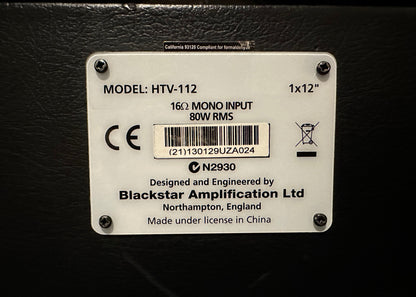 California 93120 Compliant for formaldehyde
MODEL: HTV-112 1x12"
16Ω MONO INPUT
80W RMS
CE
(21)130129UZA024
N2930
Designed and Engineered by
Blackstar Amplification Ltd
Northampton, England
Made under license in China